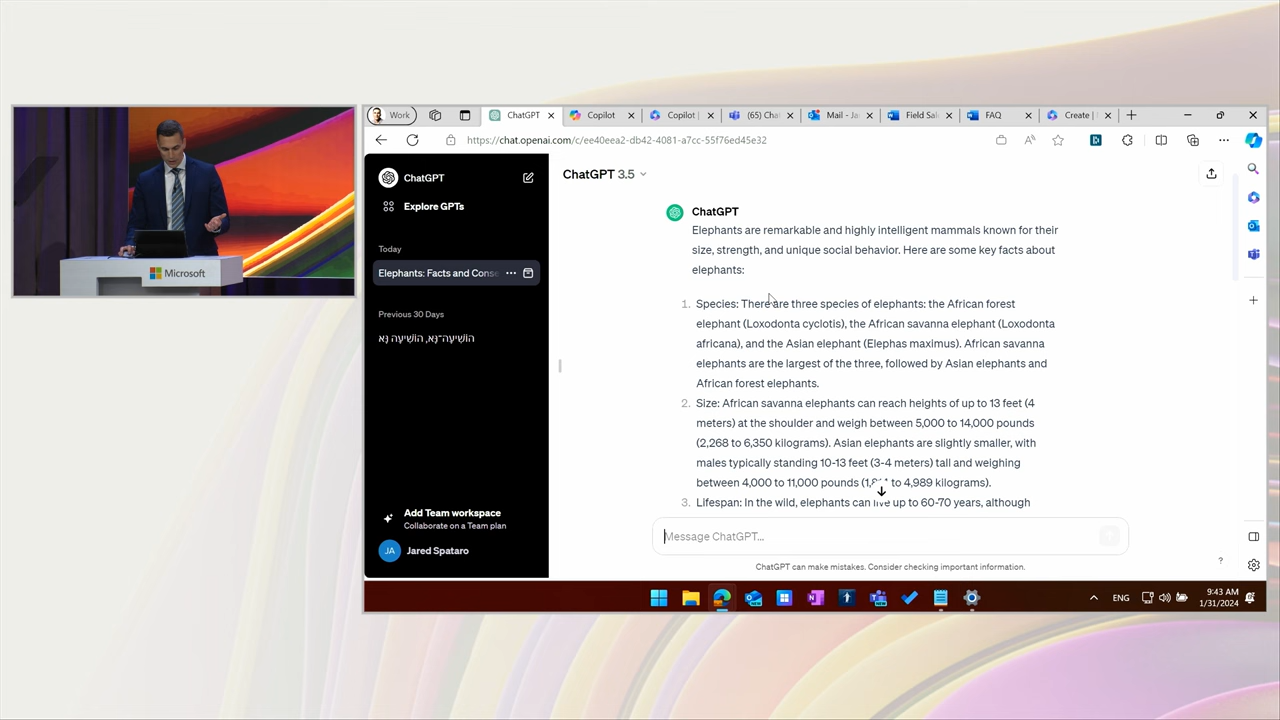 Microsoft
Work
ChatGPT
Copilot
Copilot |
(65) Cha
Mail - Ja
Field Sal
FAQ
Create |
https://chat.openai.com/c/ee40eea2-db42-4081-a7cc-55f76ed45e32
ChatGPT
Explore GPTs
Today
Elephants: Facts and Conse
Previous 30 Days
הוֹשִׁיעָה־נָּא, הוֹשִׁיעָה נָּא
Add Team workspace
Collaborate on a Team plan
JA
Jared Spataro
ChatGPT 3.5
ChatGPT
Elephants are remarkable and highly intelligent mammals known for their
size, strength, and unique social behavior. Here are some key facts about
elephants:
1. Species: There are three species of elephants: the African forest
elephant (Loxodonta cyclotis), the African savanna elephant (Loxodonta
africana), and the Asian elephant (Elephas maximus). African savanna
elephants are the largest of the three, followed by Asian elephants and
African forest elephants.
2. Size: African savanna elephants can reach heights of up to 13 feet (4
meters) at the shoulder and weigh between 5,000 to 14,000 pounds
(2,268 to 6,350 kilograms). Asian elephants are slightly smaller, with
males typically standing 10-13 feet (3-4 meters) tall and weighing
between 4,000 to 11,000 pounds to 4,989 kilograms).
3. Lifespan: In the wild, elephants can live up to 60-70 years, although
Message ChatGPT...
ChatGPT can make mistakes. Consider checking important information.
?
ENG
9:43 AM
1/31/2024